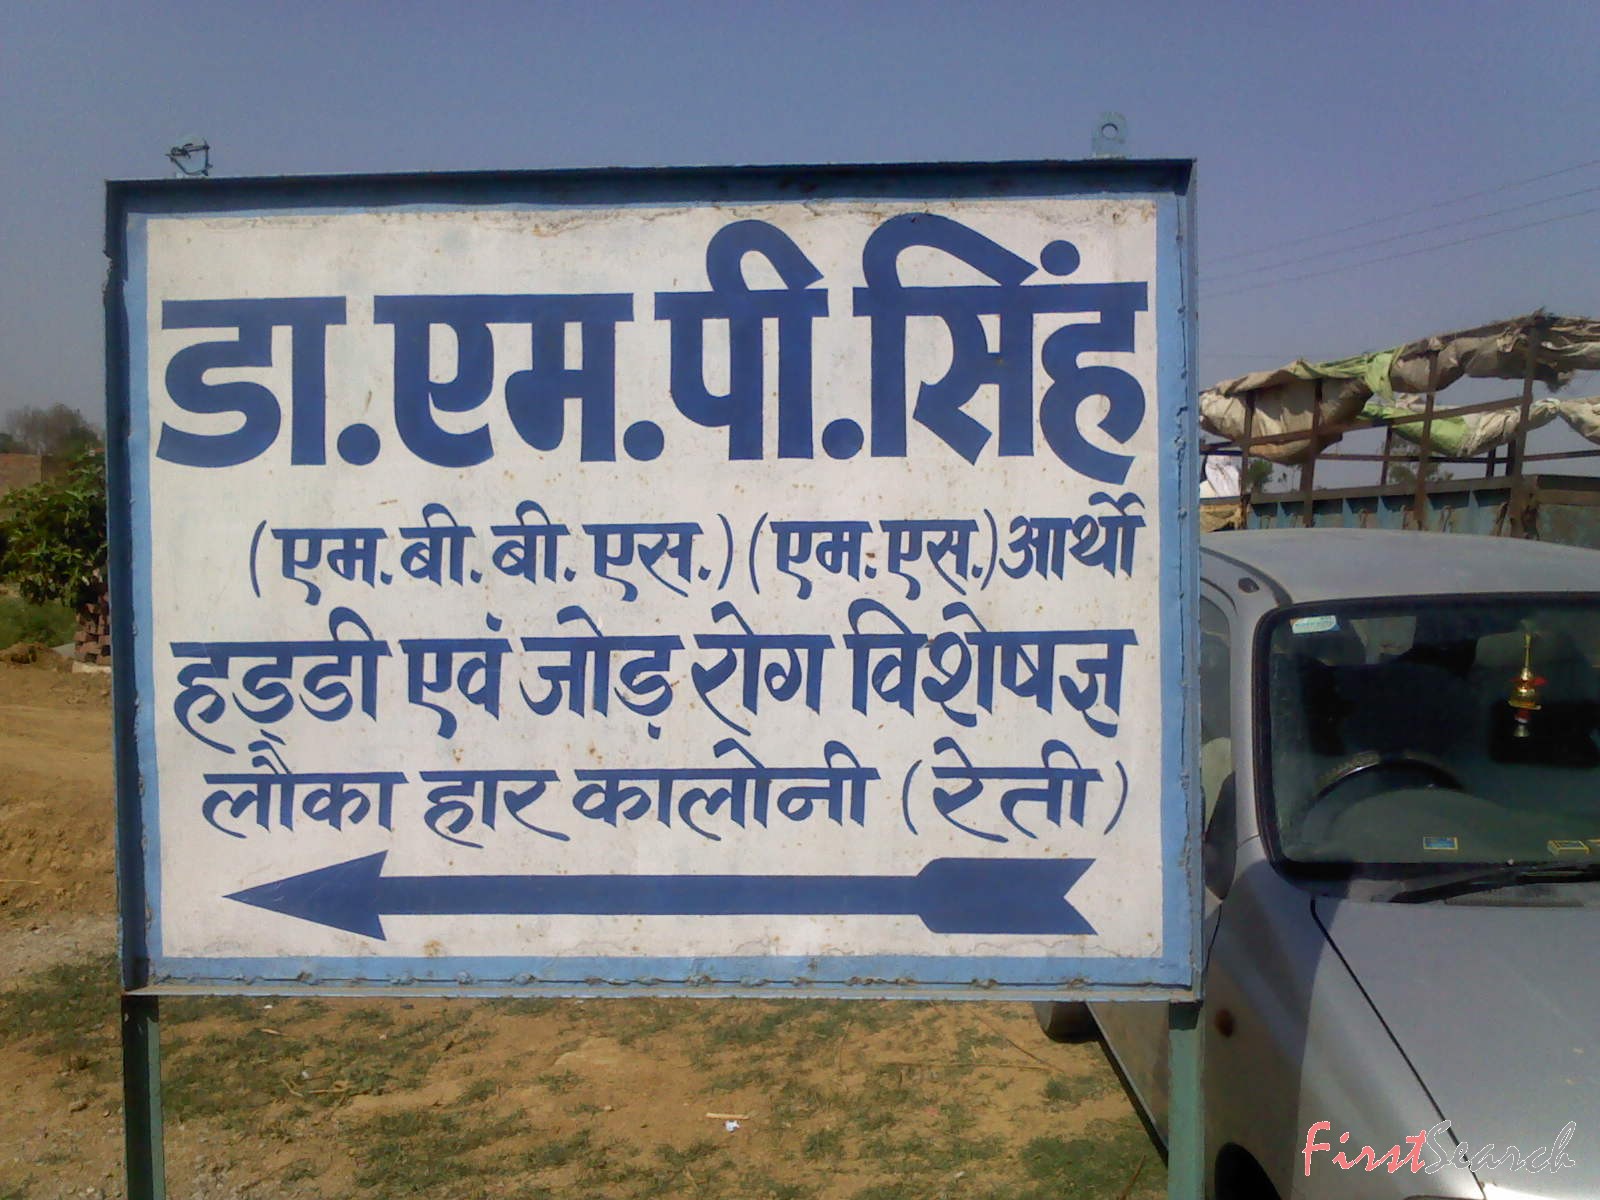 डा.एम.पी.सिंह
(एम.बी.बी.एस.)(एम.एस.)आर्थो
हड्डी एवं जोड़ रोग विशेषज्ञ
लौका हार कालोनी (रेती)
FirstSearch